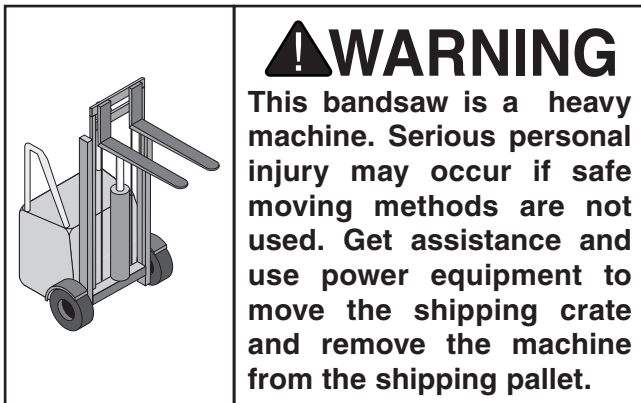 WARNING
This bandsaw is a heavy
machine. Serious personal
injury may occur if safe
moving methods are not
used. Get assistance and
use power equipment to
move the shipping crate
and remove the machine
from the shipping pallet.